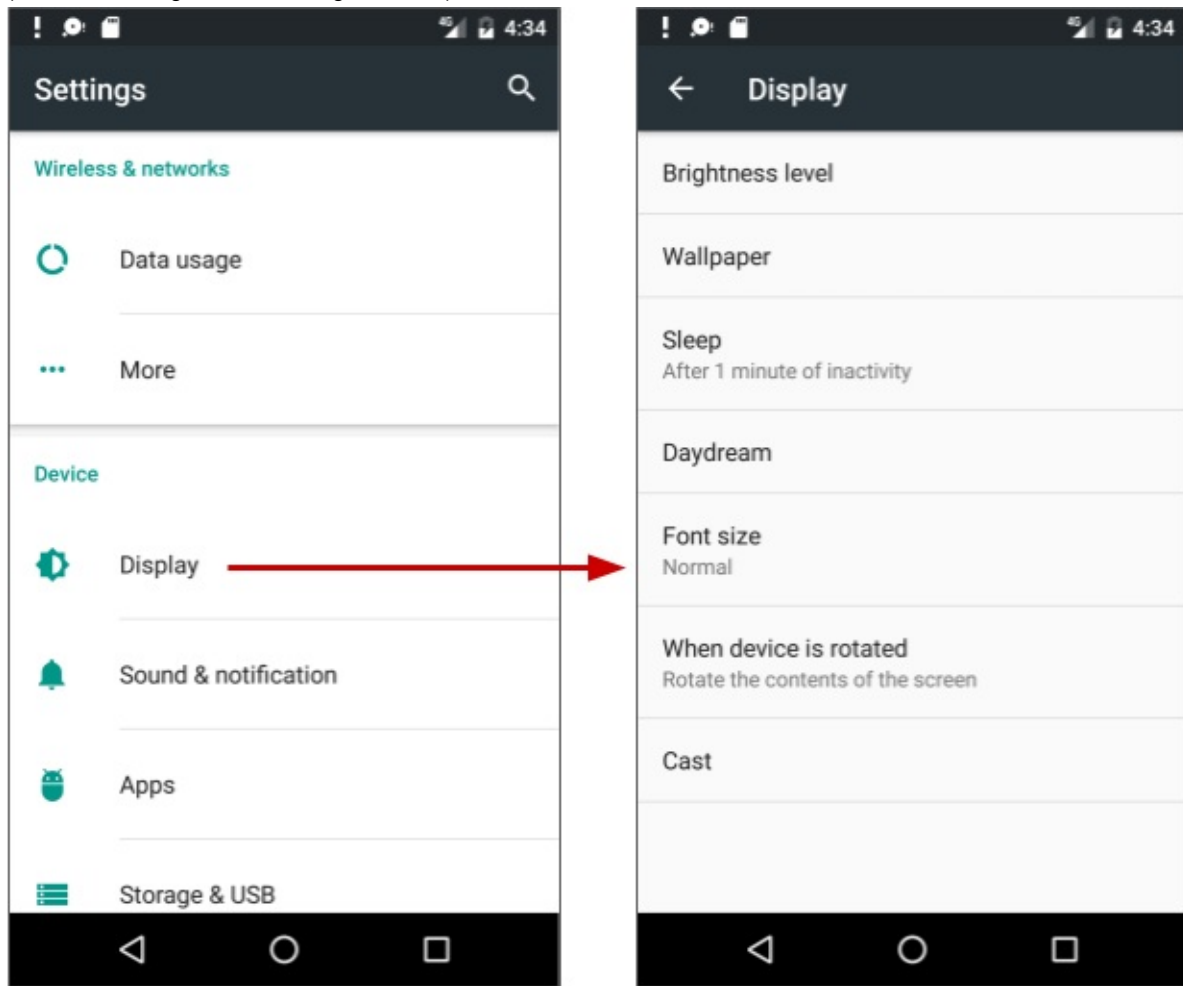 4G 4:34
Settings
Wireless & networks
Data usage
More
Device
Display
Sound & notification
Apps
Storage & USB
4G 4:34
Display
Brightness level
Wallpaper
Sleep
After 1 minute of inactivity
Daydream
Font size
Normal
When device is rotated
Rotate the contents of the screen
Cast